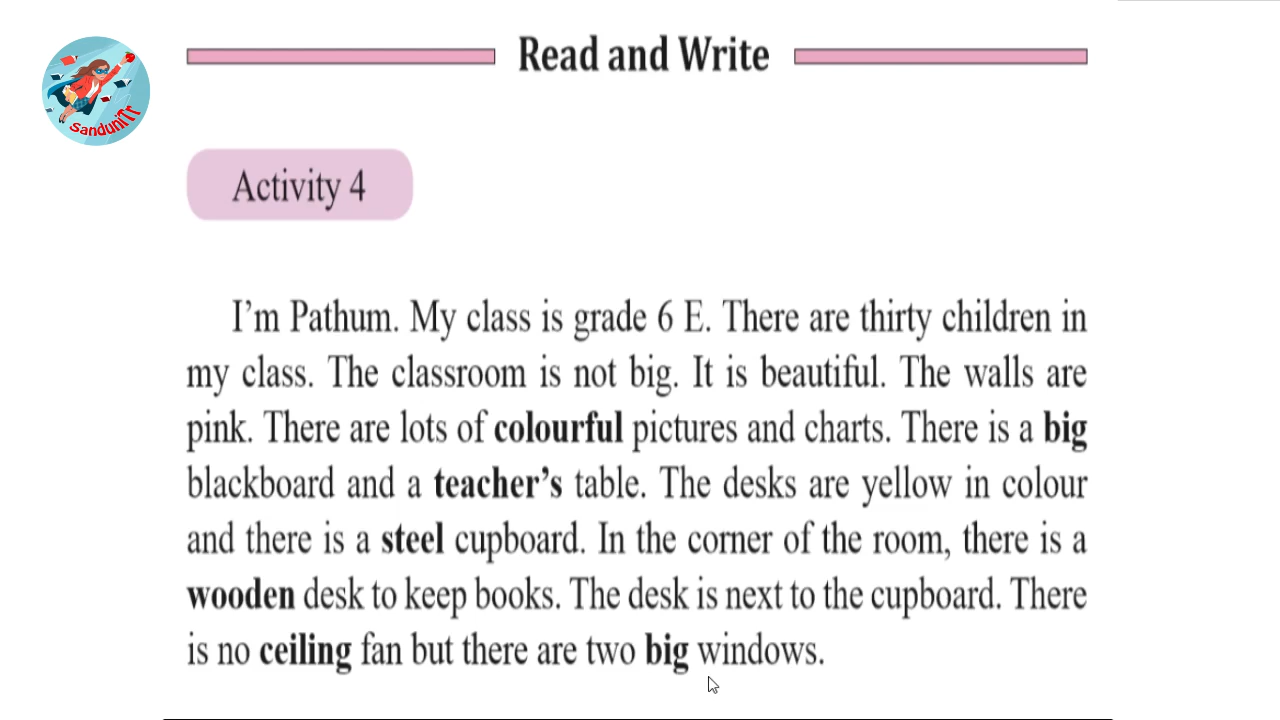 Read and Write
SanduniTr
Activity 4
I’m Pathum. My class is grade 6 E. There are thirty children in
my class. The classroom is not big. It is beautiful. The walls are
pink. There are lots of colourful pictures and charts. There is a big
blackboard and a teacher’s table. The desks are yellow in colour
and there is a steel cupboard. In the corner of the room, there is a
wooden desk to keep books. The desk is next to the cupboard. There
is no ceiling fan but there are two big windows.